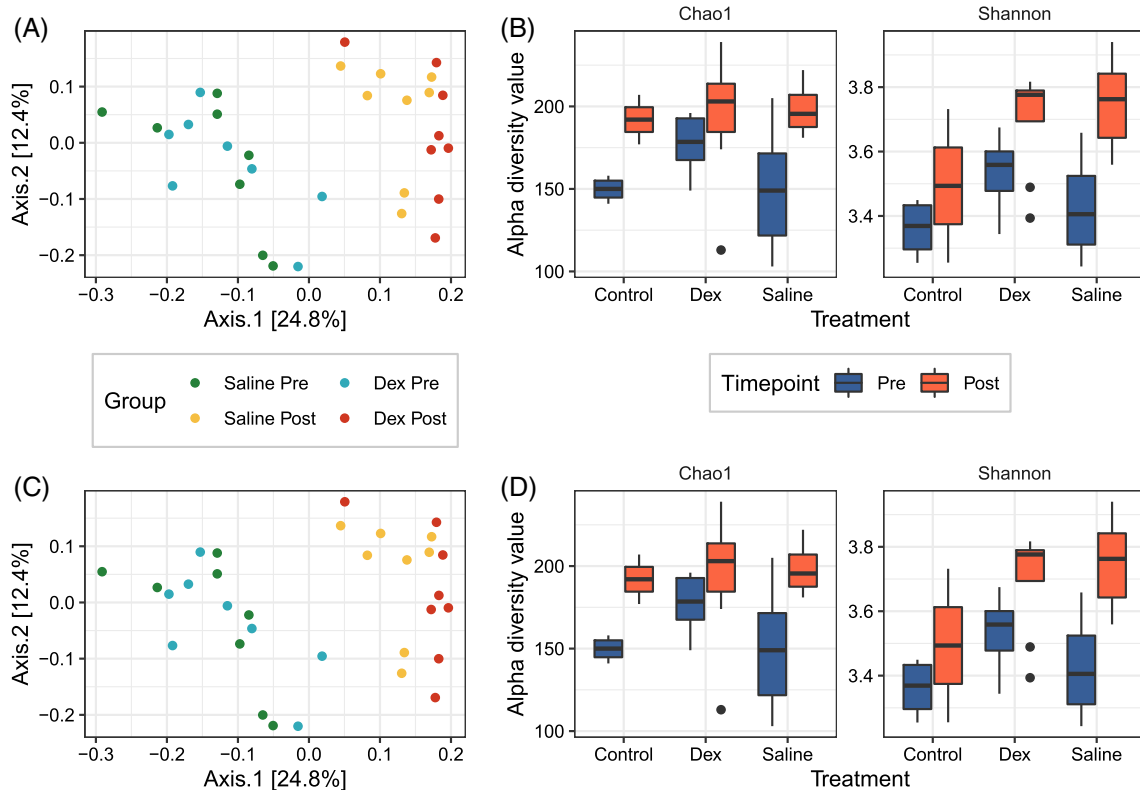 (A)
0.1
0.0
−0.1
−0.2
Axis.2 [12.4%]
−0.3 −0.2 −0.1 0.0 0.1 0.2
Axis.1 [24.8%]
(B)
Chao1 Shannon
Alpha diversity value
200
150
100
3.8
3.6
3.4
Control Dex Saline Control Dex Saline
Treatment
Group
Saline Pre Dex Pre
Saline Post Dex Post
Timepoint Pre Post
(C)
0.1
0.0
−0.1
−0.2
Axis.2 [12.4%]
−0.3 −0.2 −0.1 0.0 0.1 0.2
Axis.1 [24.8%]
(D)
Chao1 Shannon
Alpha diversity value
200
150
100
3.8
3.6
3.4
Control Dex Saline Control Dex Saline
Treatment